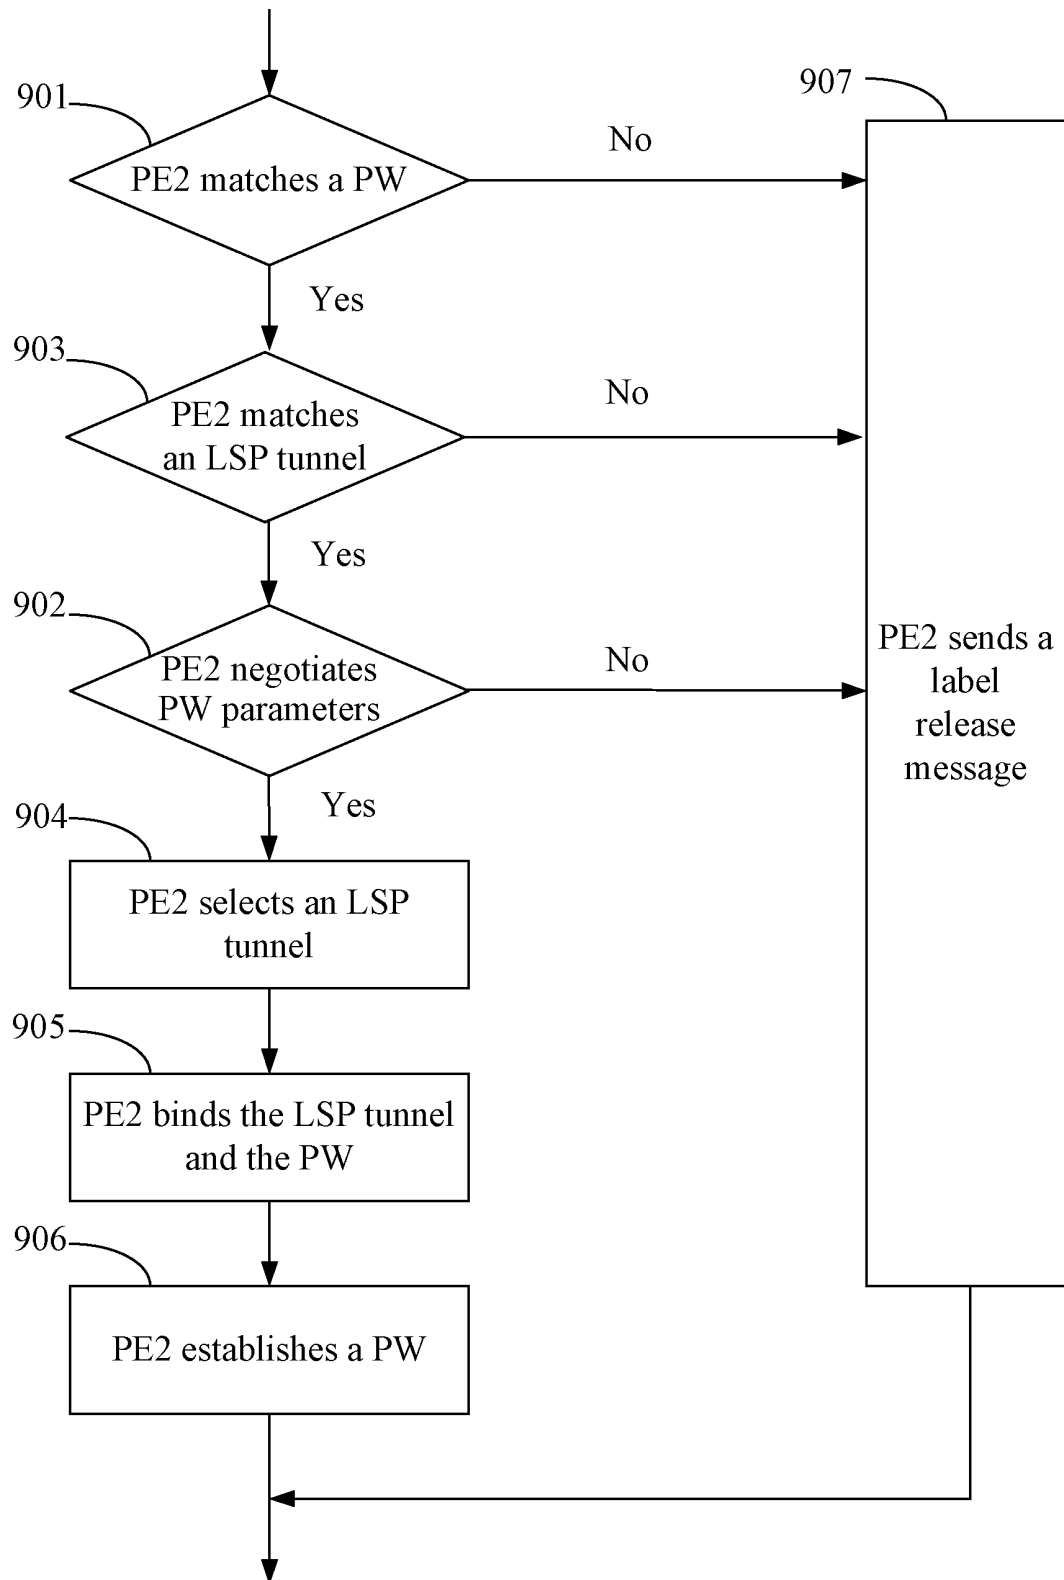 901
PE2 matches a PW
No
907
Yes
903
PE2 matches
an LSP tunnel
No
Yes
902
PE2 negotiates
PW parameters
No
PE2 sends a
label
release
message
Yes
904
PE2 selects an LSP
tunnel
905
PE2 binds the LSP tunnel
and the PW
906
PE2 establishes a PW